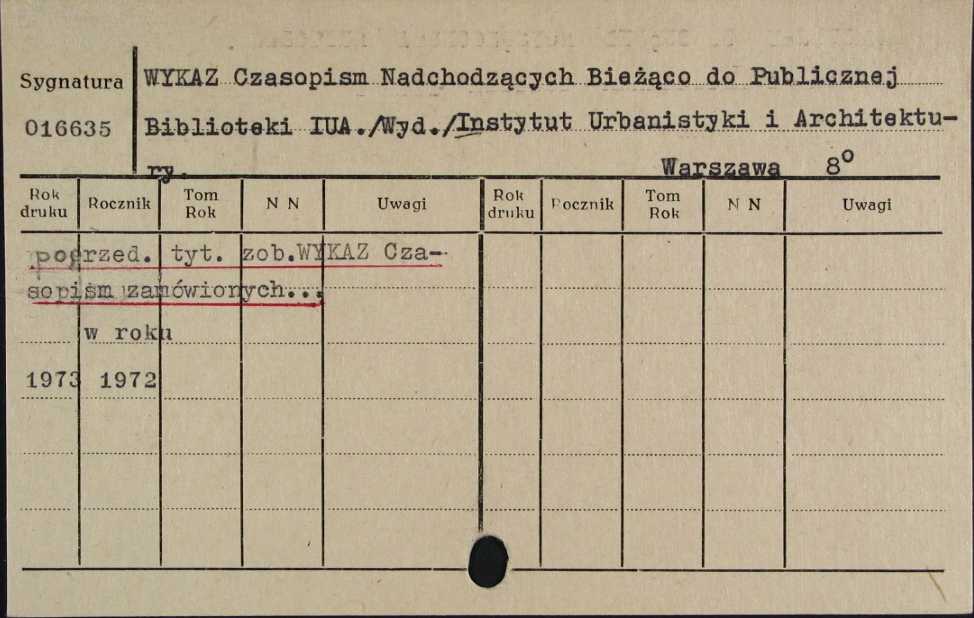 Sygnatura WYKAZ Czasopism Nadchodzących Bieżąco do Publicznej
016635 Biblioteki IUA./Wyd./Instytut Urbanistyki i Architektu-
ry. Warszawa 8°
Rok druku Rocznik Tom Rok N N Uwagi Rok druku Rocznik Tom Rok N N Uwagi
poprzed. tyt. zob.WYKAZ Cza-
sopism zamówionych...
w roku
1973 1972